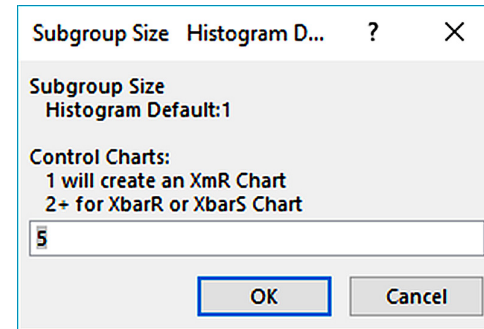 Subgroup Size Histogram D... ?
Subgroup Size
Histogram Default:1
Control Charts:
1 will create an XmR Chart
2+ for XbarR or XbarS Chart
5
OK Cancel